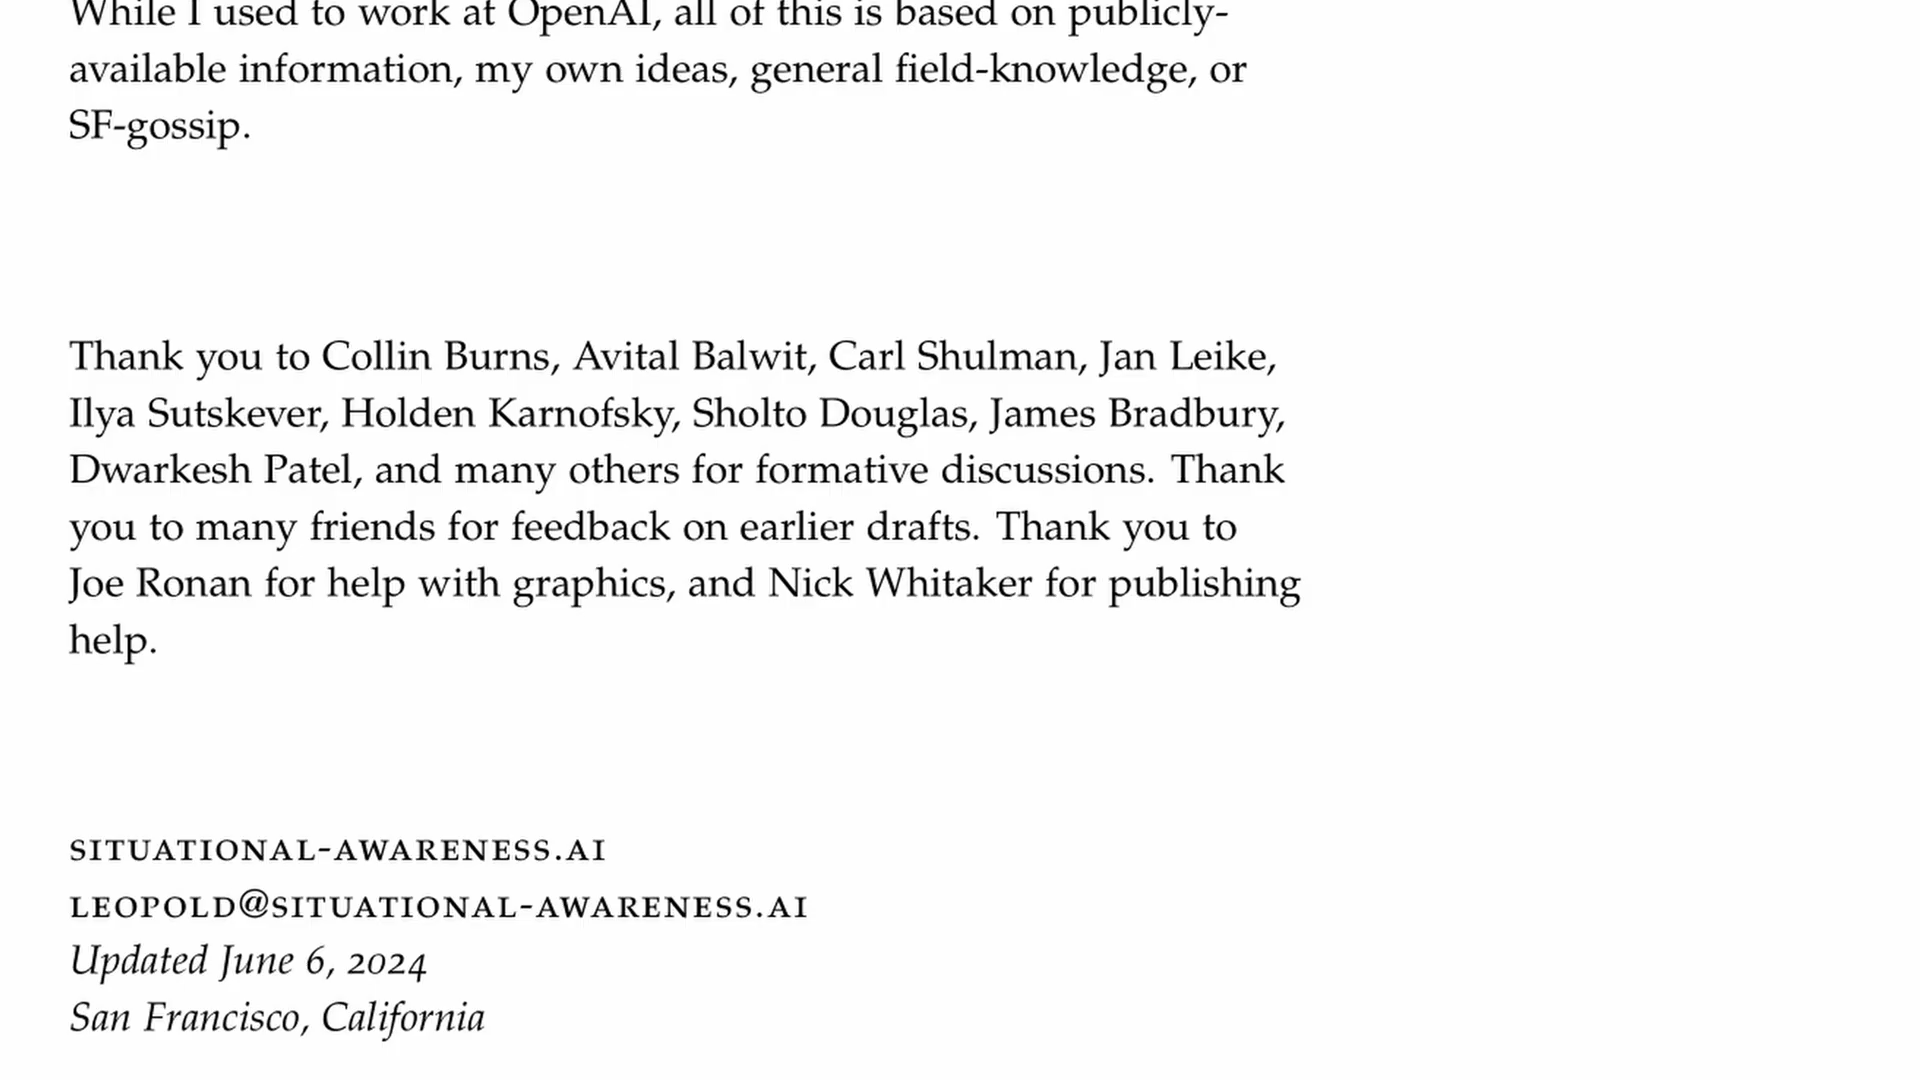 While I used to work at OpenAI, all of this is based on publicly-
available information, my own ideas, general field-knowledge, or
SF-gossip.
Thank you to Collin Burns, Avital Balwit, Carl Shulman, Jan Leike,
Ilya Sutskever, Holden Karnofsky, Sholto Douglas, James Bradbury,
Dwarkesh Patel, and many others for formative discussions. Thank
you to many friends for feedback on earlier drafts. Thank you to
Joe Ronan for help with graphics, and Nick Whitaker for publishing
help.
SITUATIONAL-AWARENESS.AI
LEOPOLD@SITUATIONAL-AWARENESS.AI
Updated June 6, 2024
San Francisco, California